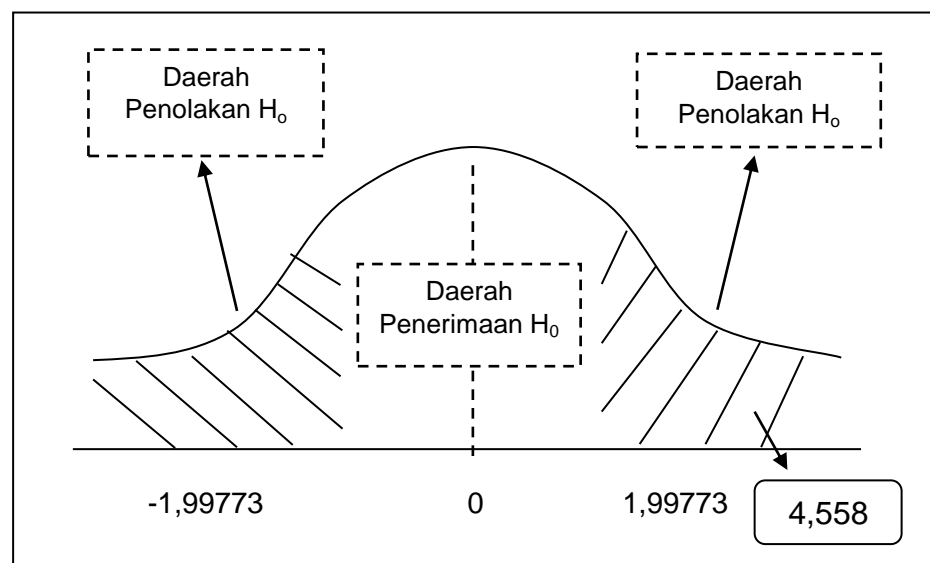 Daerah
Penolakan Ho
Daerah
Penolakan Ho
Daerah
Penerimaan H0
-1,99773
0
1,99773
4,558